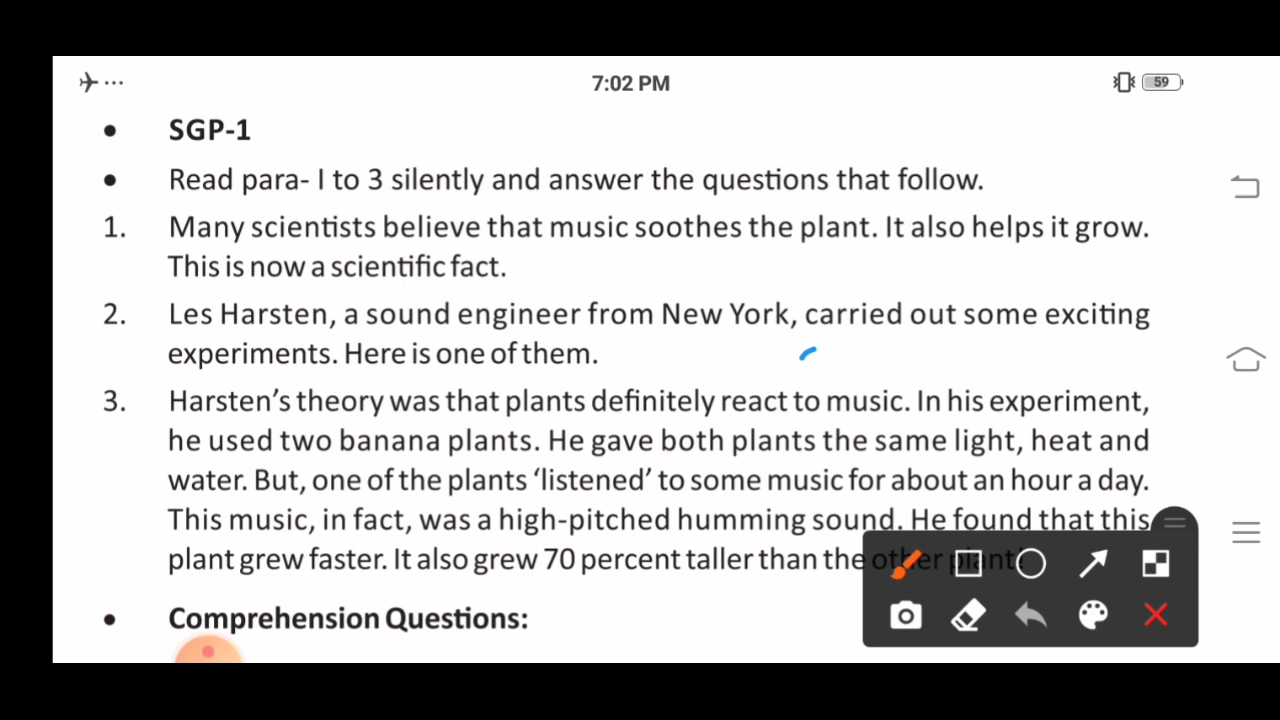 7:02 PM
59
• SGP-1
• Read para- I to 3 silently and answer the questions that follow.
1. Many scientists believe that music soothes the plant. It also helps it grow.
This is now a scientific fact.
2. Les Harsten, a sound engineer from New York, carried out some exciting
experiments. Here is one of them.
3. Harsten’s theory was that plants definitely react to music. In his experiment,
he used two banana plants. He gave both plants the same light, heat and
water. But, one of the plants ‘listened’ to some music for about an hour a day.
This music, in fact, was a high-pitched humming sound. He found that this
plant grew faster. It also grew 70 percent taller than the other plant!
• Comprehension Questions: